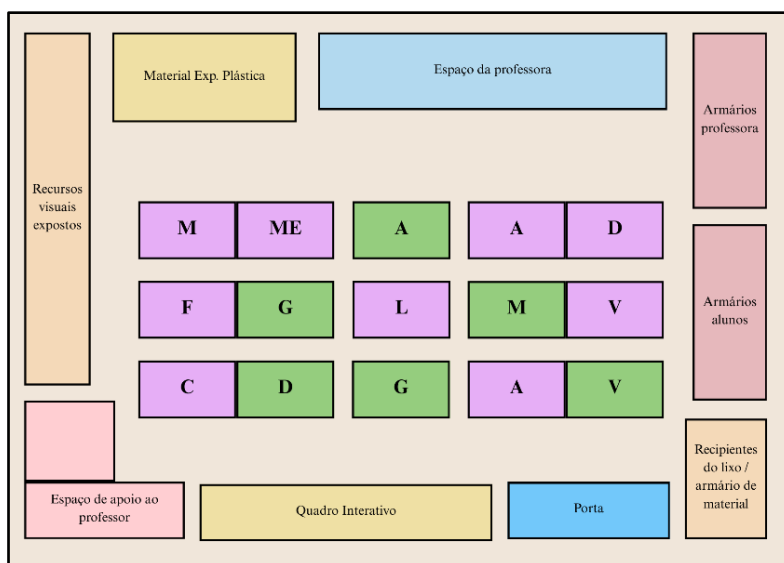 Material Exp. Plástica
Espaço da professora
Armários
professora
Recursos
visuais
expostos
M ME A A D
F G L M V
C D G A V
Armários
alunos
Espaço de apoio ao
professor
Quadro Interativo
Porta
Recipientes
do lixo /
armário de
material